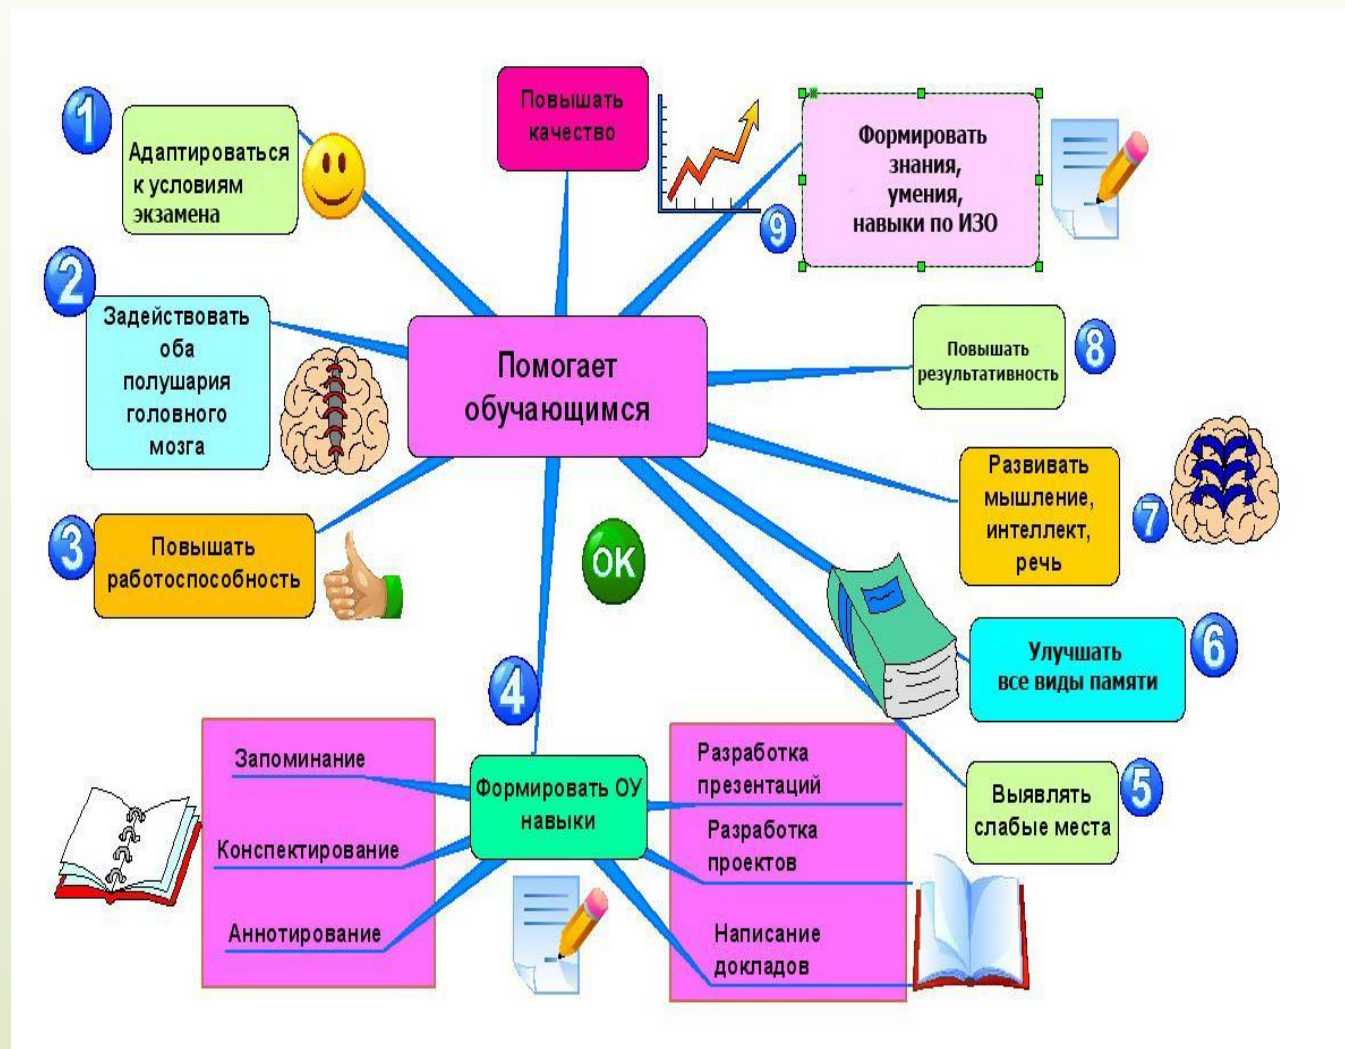 1
Адаптироваться
к условиям
экзамена
Повышать
качество
9
Формировать
знания,
умения,
навыки по ИЗО
2
Задействовать
оба
полушария
головного
мозга
Помогает
обучающимся
Повышать
результативность
8
3
Повышать
работоспособность
OK
Развивать
мышление,
интеллект,
речь
7
Улучшать
все виды памяти
6
4
Формировать ОУ
навыки
Запоминание
Конспектирование
Аннотирование
Разработка
презентаций
Разработка
проектов
Написание
докладов
Выявлять
слабые места
5